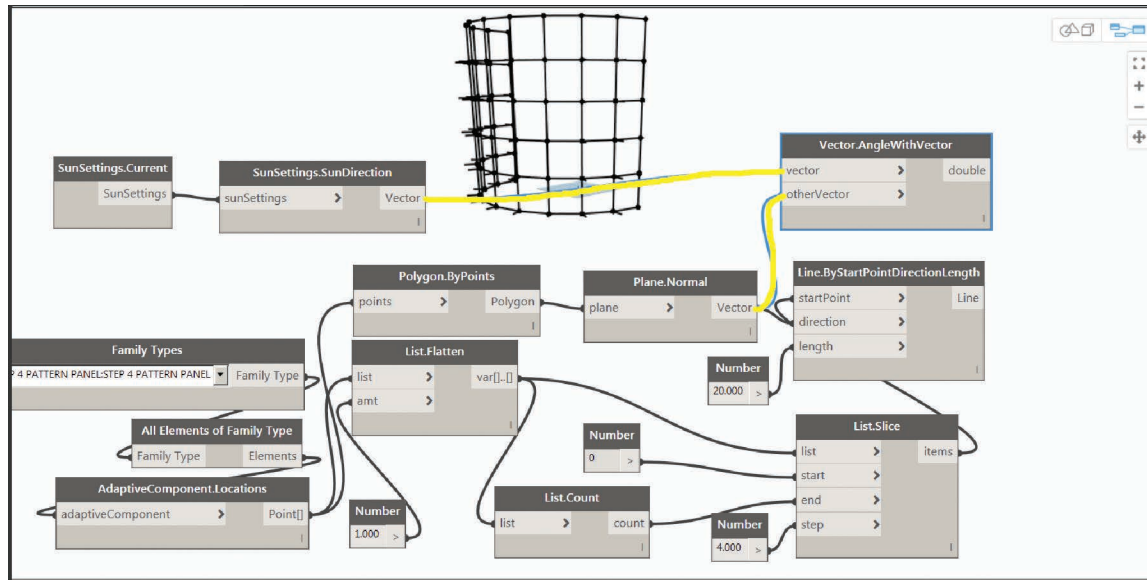 SunSettings.Current
SunSettings
SunSettings.SunDirection
sunSettings > Vector
Vector.AngleWithVector
vector > double
otherVector >
Polygon.ByPoints
points > Polygon
Plane.Normal
plane > Vector
Line.ByStartPointDirectionLength
startPoint > Line
direction >
length >
Family Types
P 4 PATTERN PANEL:STEP 4 PATTERN PANEL Family Type
List.Flatten
list > var[]..[]
amt >
Number
20.000 >
All Elements of Family Type
Family Type Elements
Number
0 >
List.Slice
list > items
start >
end >
step >
AdaptiveComponent.Locations
adaptiveComponent > Point[]
Number
1.000 >
List.Count
list > count
Number
4.000 >